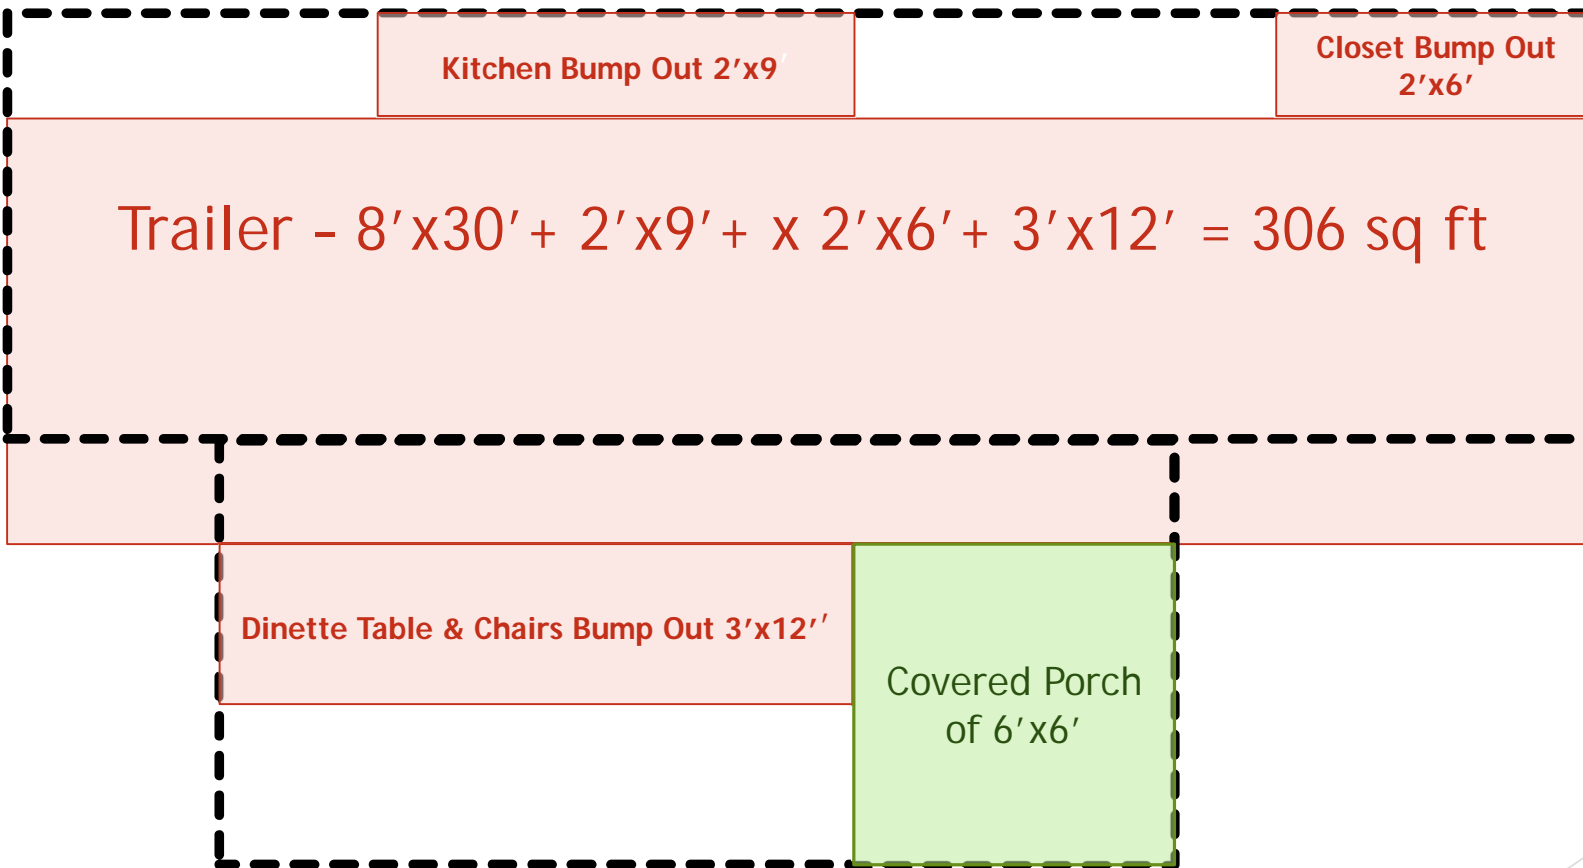 Kitchen Bump Out 2’x9’
Closet Bump Out
2’x6’
Trailer – 8’x30’+ 2’x9’+ x 2’x6’+ 3’x12’ = 306 sq ft
Dinette Table & Chairs Bump Out 3’x12’’
Covered Porch
of 6’x6’